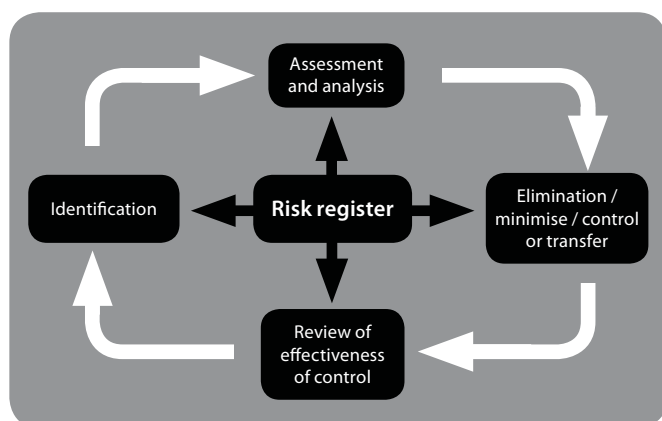 Assessment
and analysis
Identification
Risk register
Elimination /
minimise / control
or transfer
Review of
effectiveness
of control